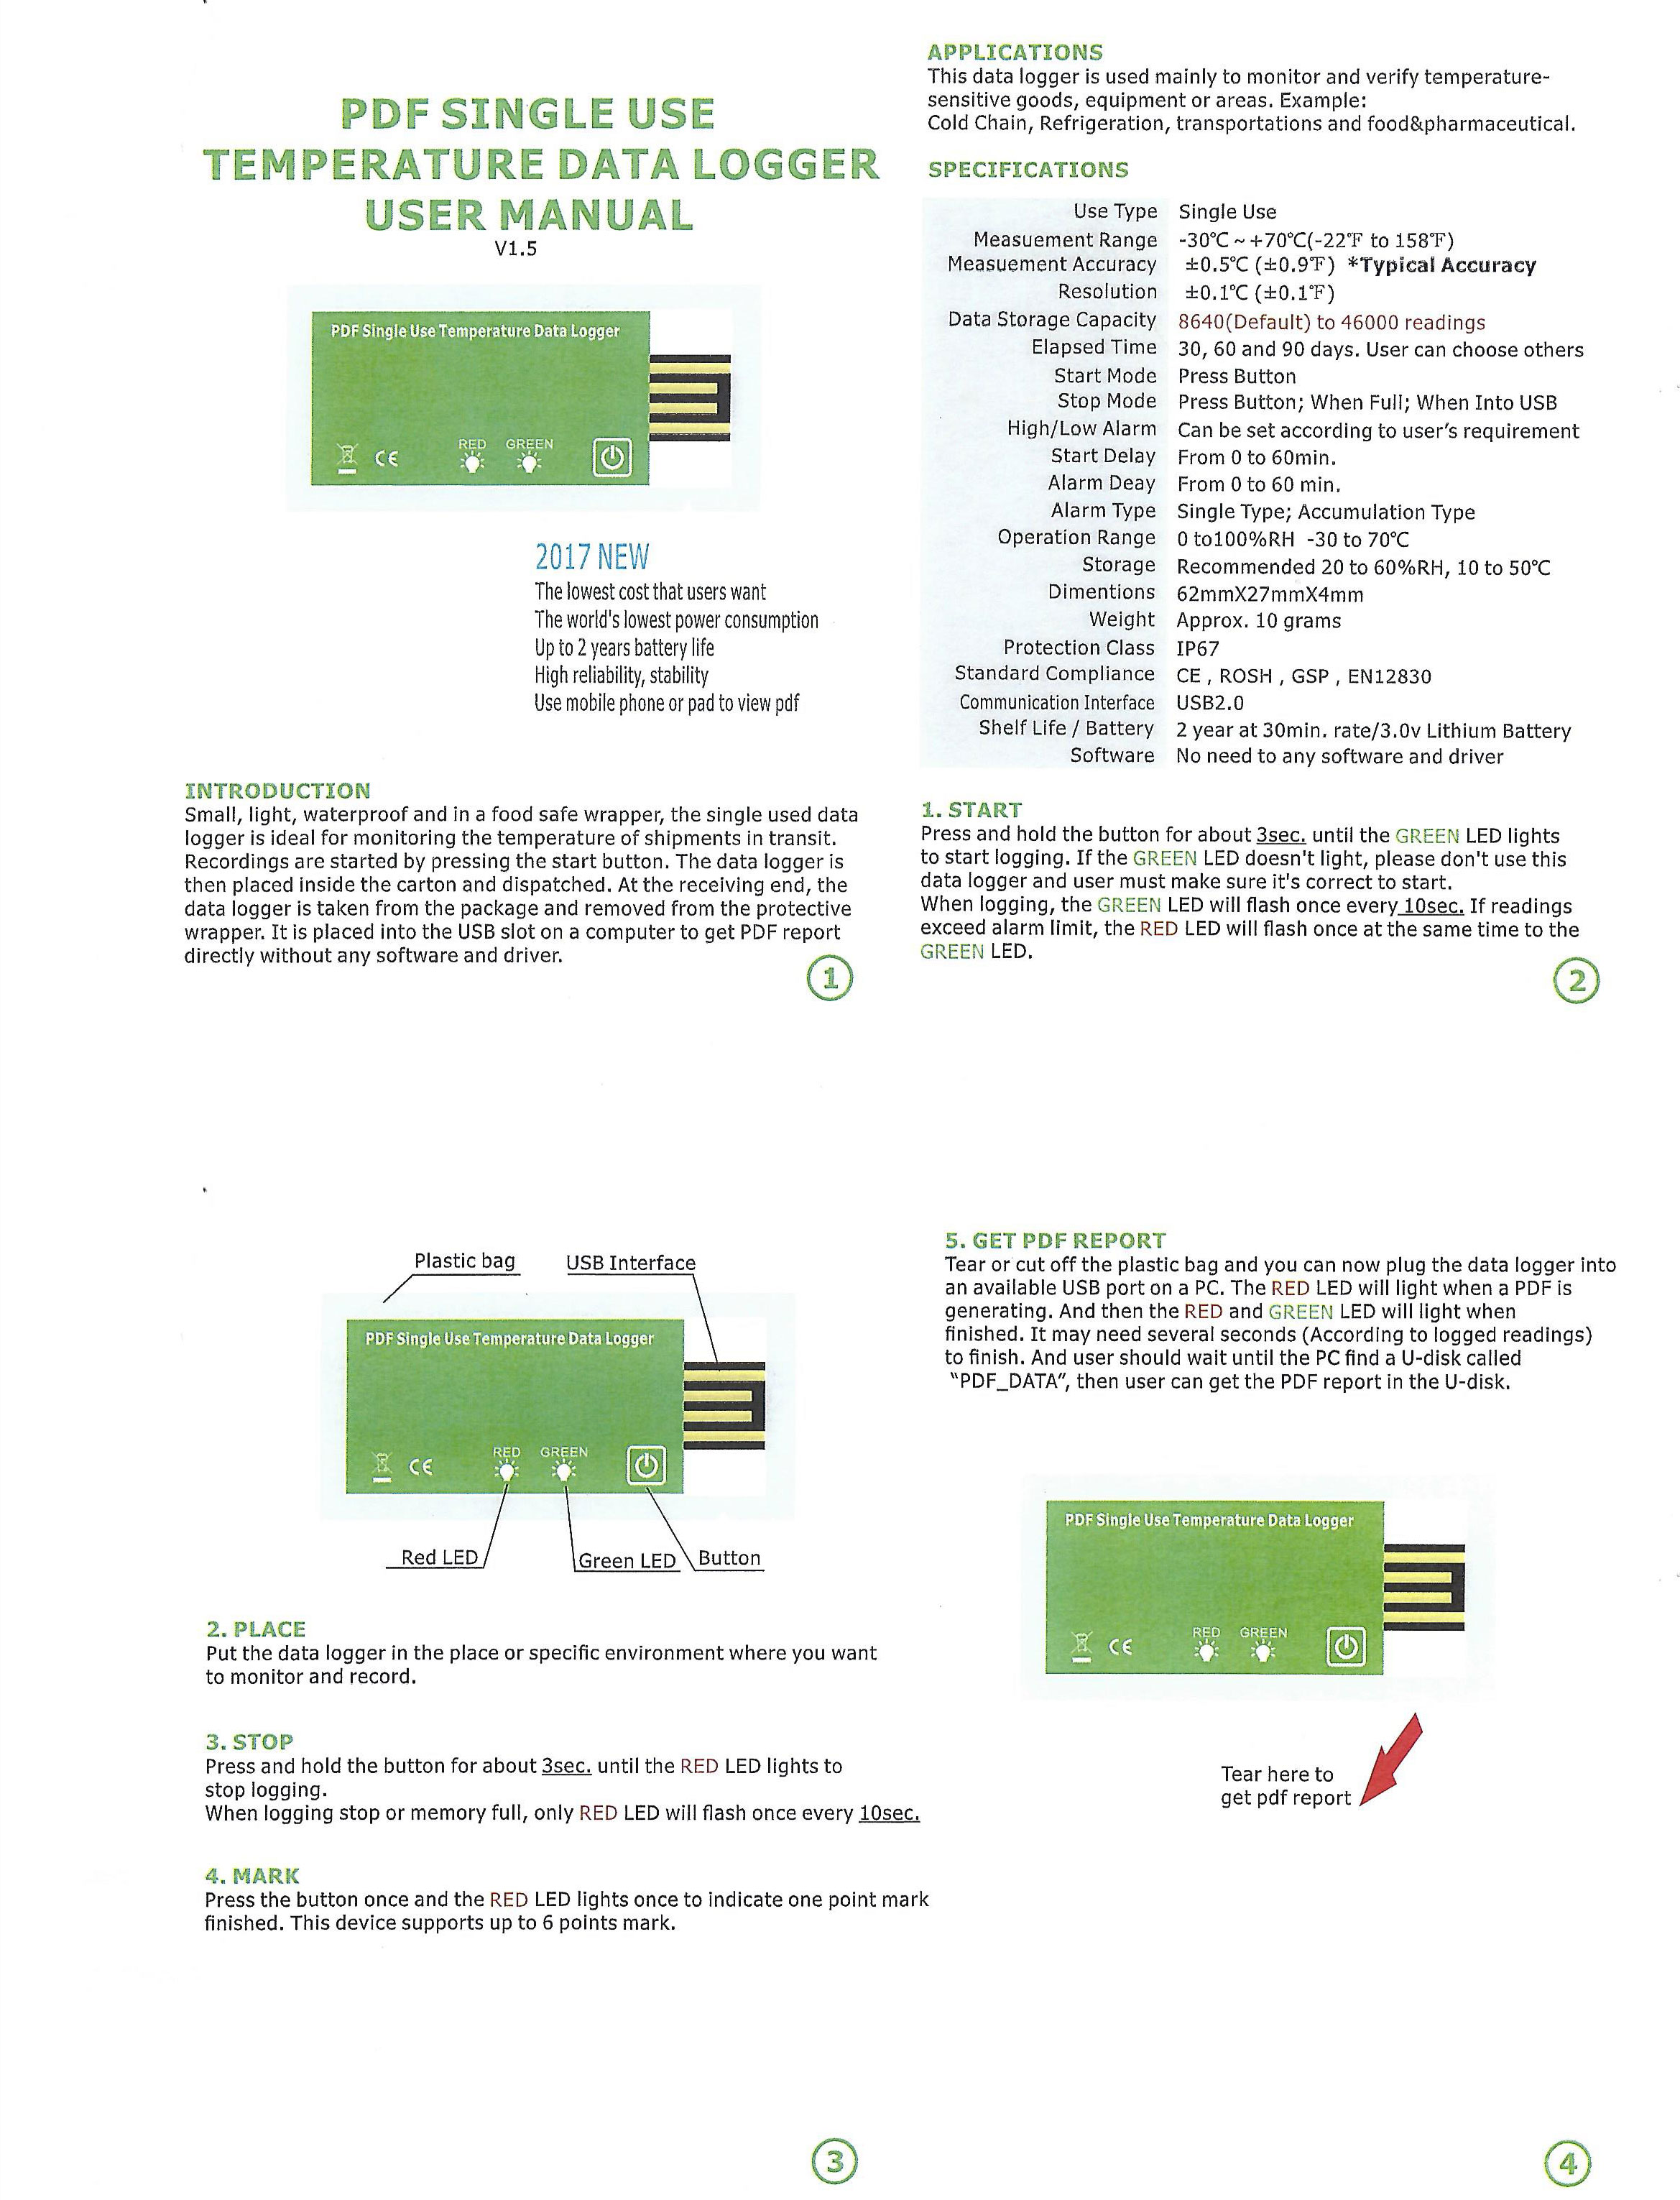 PDF SINGLE USE
TEMPERATURE DATA LOGGER
USER MANUAL
V1.5
PDF Single Use Temperature Data Logger
RED GREEN
CE
2017 NEW
The lowest cost that users want
The world's lowest power consumption
Up to 2 years battery life
High reliability, stability
Use mobile phone or pad to view pdf
INTRODUCTION
Small, light, waterproof and in a food safe wrapper, the single used data
logger is ideal for monitoring the temperature of shipments in transit.
Recordings are started by pressing the start button. The data logger is
then placed inside the carton and dispatched. At the receiving end, the
data logger is taken from the package and removed from the protective
wrapper. It is placed into the USB slot on a computer to get PDF report
directly without any software and driver.
1
APPLICATIONS
This data logger is used mainly to monitor and verify temperature-
sensitive goods, equipment or areas. Example:
Cold Chain, Refrigeration, transportations and food&pharmaceutical.
SPECIFICATIONS
Use Type Single Use
Measuement Range -30℃ ~ +70℃(-22℉ to 158℉)
Measuement Accuracy ±0.5℃ (±0.9℉) *Typical Accuracy
Resolution ±0.1℃ (±0.1℉)
Data Storage Capacity 8640(Default) to 46000 readings
Elapsed Time 30, 60 and 90 days. User can choose others
Start Mode Press Button
Stop Mode Press Button; When Full; When Into USB
High/Low Alarm Can be set according to user's requirement
Start Delay From 0 to 60min.
Alarm Deay From 0 to 60 min.
Alarm Type Single Type; Accumulation Type
Operation Range 0 to100%RH -30 to 70℃
Storage Recommended 20 to 60%RH, 10 to 50℃
Dimentions 62mmX27mmX4mm
Weight Approx. 10 grams
Protection Class IP67
Standard Compliance CE , ROSH , GSP , EN12830
Communication Interface USB2.0
Shelf Life / Battery 2 year at 30min. rate/3.0v Lithium Battery
Software No need to any software and driver
1. START
Press and hold the button for about 3sec. until the GREEN LED lights
to start logging. If the GREEN LED doesn't light, please don't use this
data logger and user must make sure it's correct to start.
When logging, the GREEN LED will flash once every 10sec. If readings
exceed alarm limit, the RED LED will flash once at the same time to the
GREEN LED.
2
Plastic bag USB Interface
PDF Single Use Temperature Data Logger
RED GREEN
CE
Red LED Green LED Button
2. PLACE
Put the data logger in the place or specific environment where you want
to monitor and record.
3. STOP
Press and hold the button for about 3sec. until the RED LED lights to
stop logging.
When logging stop or memory full, only RED LED will flash once every 10sec.
4. MARK
Press the button once and the RED LED lights once to indicate one point mark
finished. This device supports up to 6 points mark.
3
5. GET PDF REPORT
Tear or cut off the plastic bag and you can now plug the data logger into
an available USB port on a PC. The RED LED will light when a PDF is
generating. And then the RED and GREEN LED will light when
finished. It may need several seconds (According to logged readings)
to finish. And user should wait until the PC find a U-disk called
"PDF_DATA", then user can get the PDF report in the U-disk.
PDF Single Use Temperature Data Logger
RED GREEN
CE
Tear here to
get pdf report
4